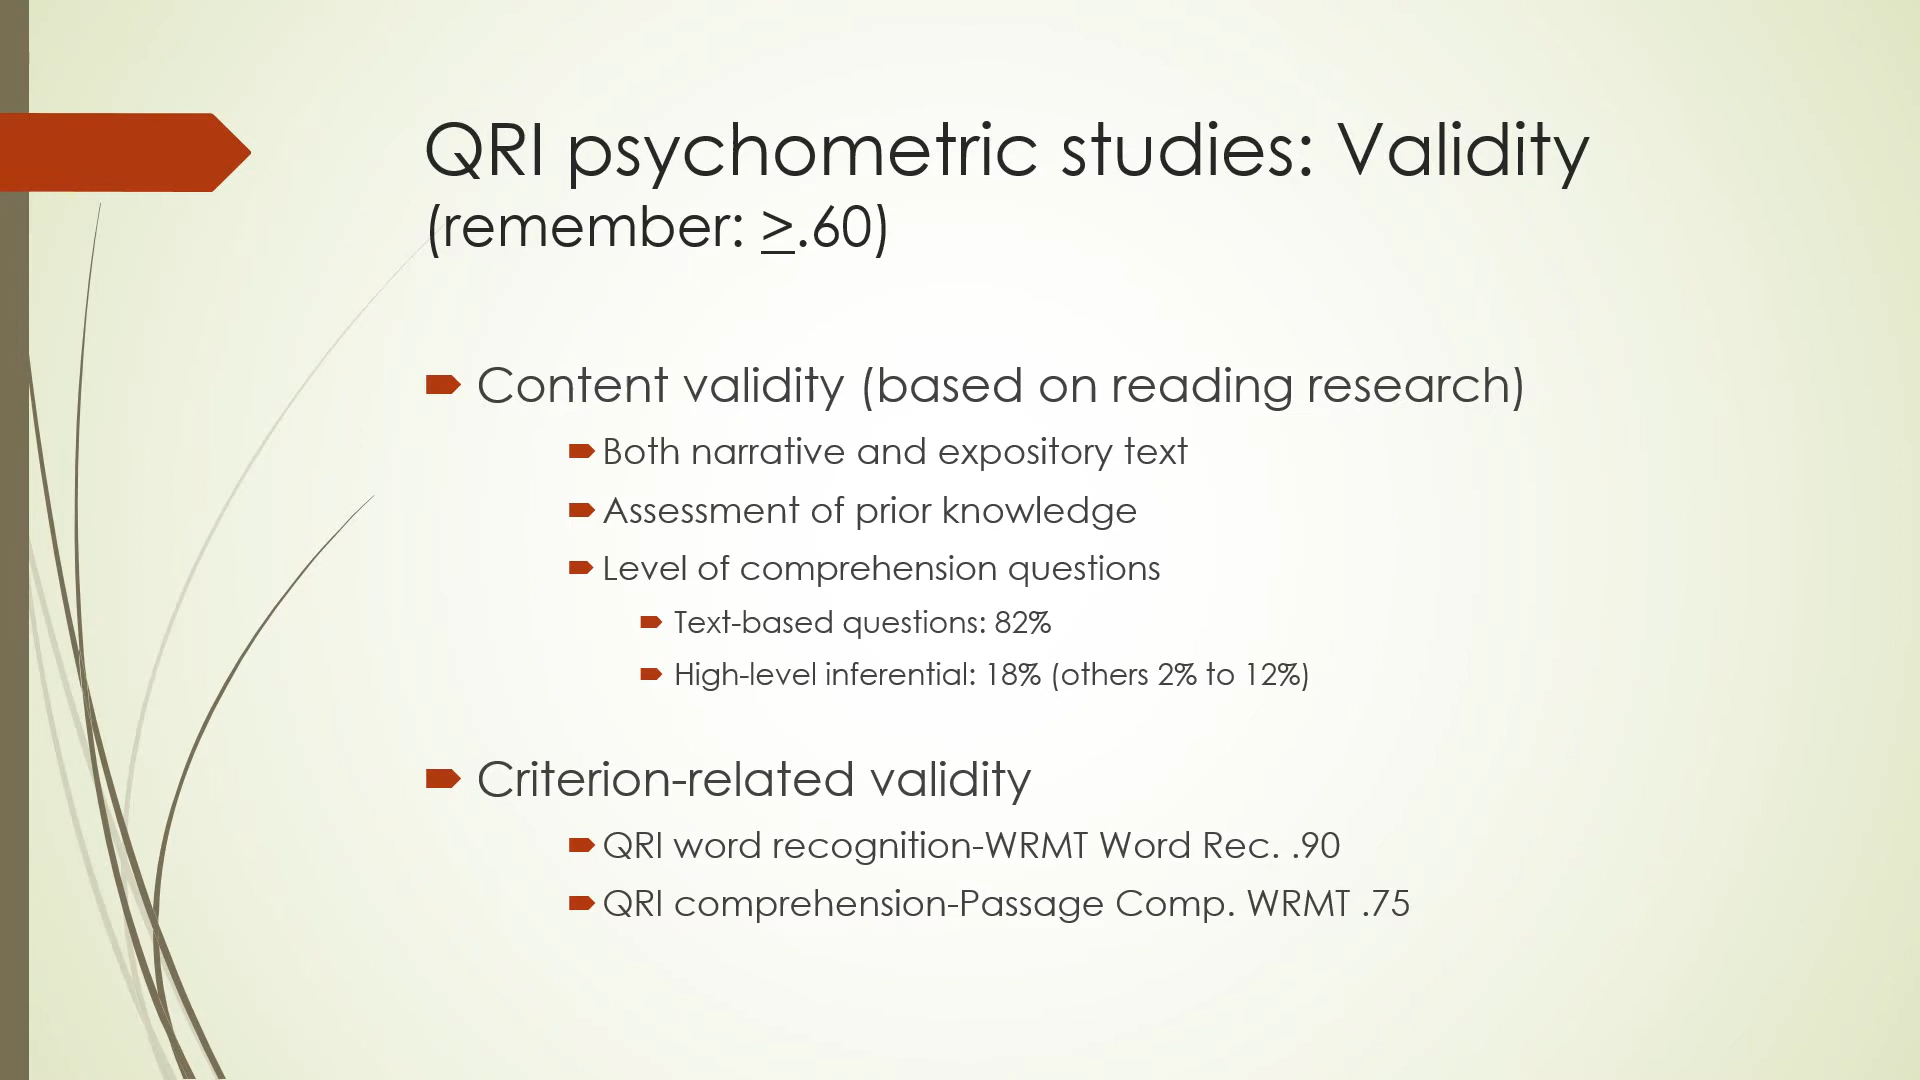 QRI psychometric studies: Validity
(remember: ≥.60)
Content validity (based on reading research)
Both narrative and expository text
Assessment of prior knowledge
Level of comprehension questions
Text-based questions: 82%
High-level inferential: 18% (others 2% to 12%)
Criterion-related validity
QRI word recognition-WRMT Word Rec. .90
QRI comprehension-Passage Comp. WRMT .75